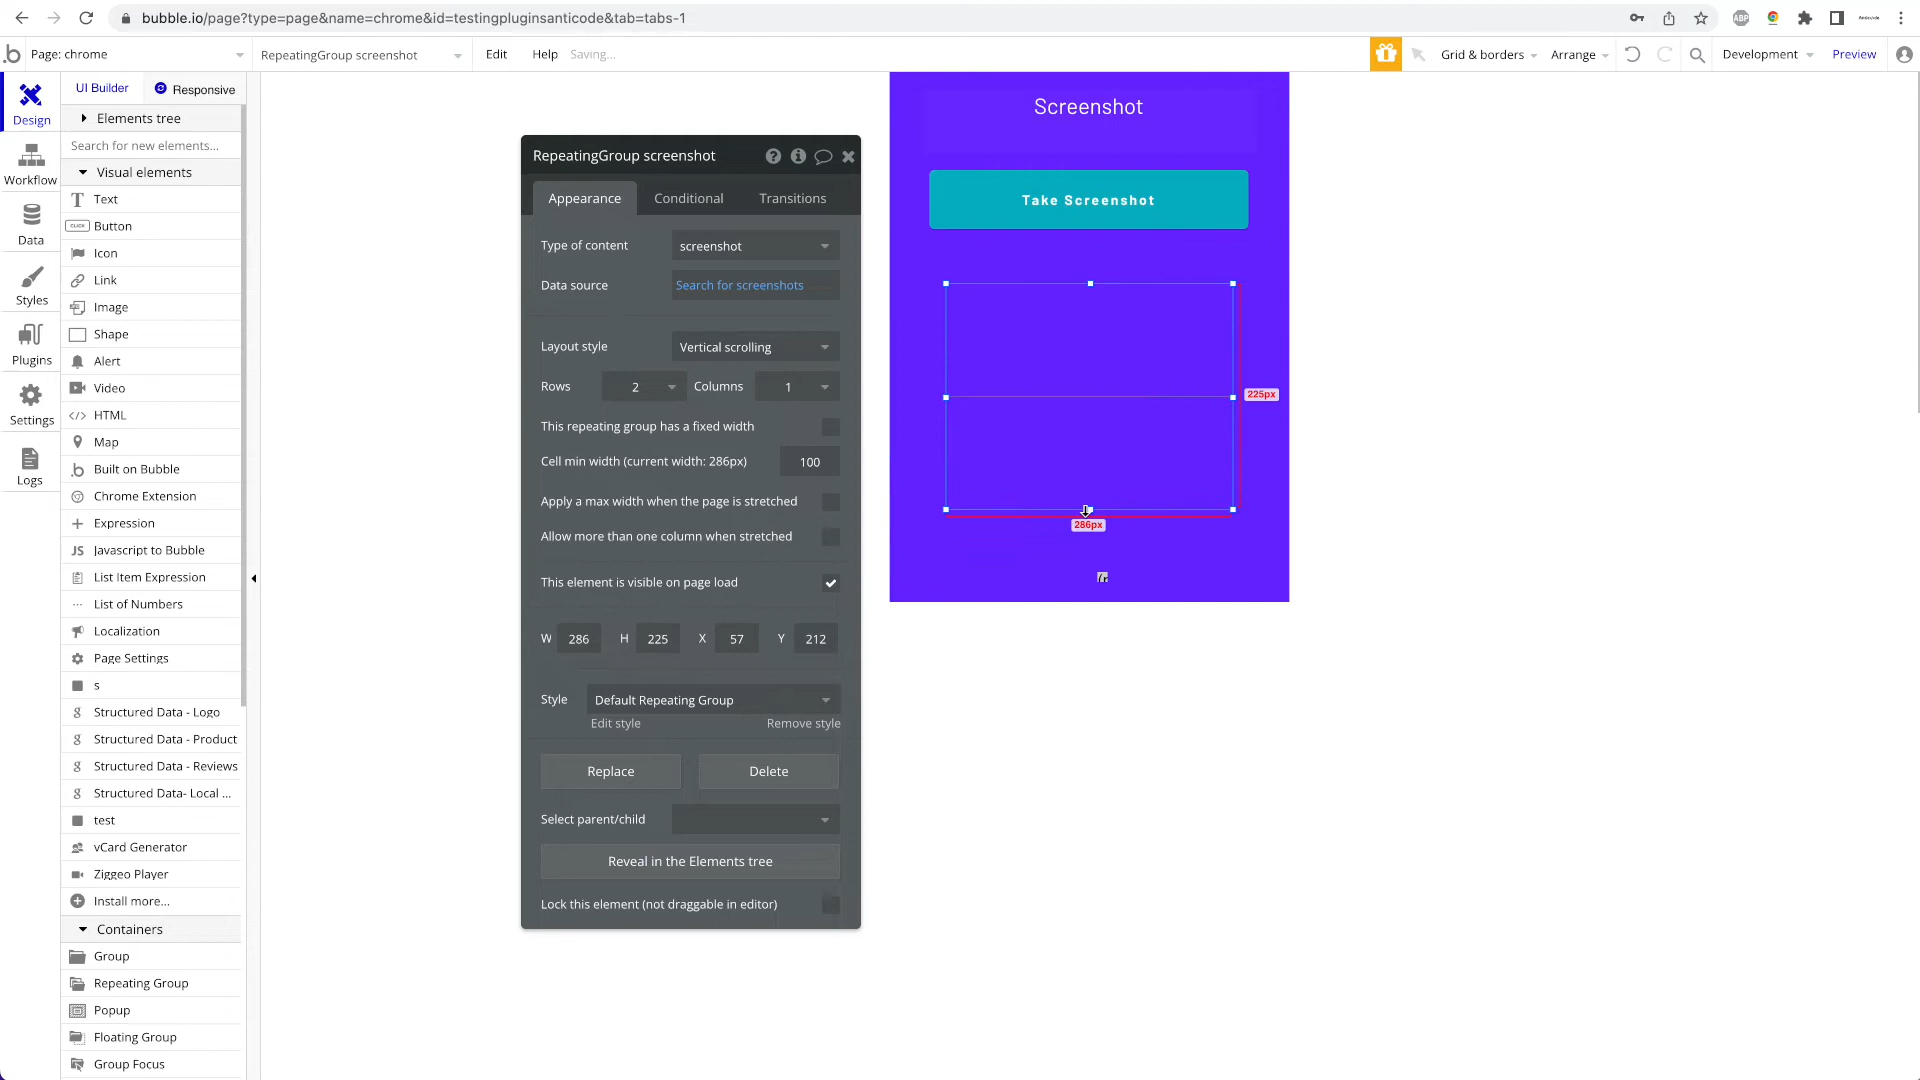 bubble.io/page?type=page&name=chrome&id=testingpluginsanticode&tab=tabs-1
ABP
Page: chrome
RepeatingGroup screenshot
Edit
Help
Saving...
Grid & borders
Arrange
Development
Preview
Design
Workflow
Data
Styles
Plugins
Settings
Logs
UI Builder
Responsive
Elements tree
Search for new elements...
Visual elements
Text
CLICK
Button
Icon
Link
Image
Shape
Alert
Video
</> HTML
Map
Built on Bubble
Chrome Extension
Expression
JS Javascript to Bubble
List Item Expression
List of Numbers
Localization
Page Settings
s
Structured Data - Logo
Structured Data - Product
Structured Data - Reviews
Structured Data- Local ...
test
vCard Generator
Ziggeo Player
Install more...
Containers
Group
Repeating Group
Popup
Floating Group
Group Focus
RepeatingGroup screenshot
Appearance
Conditional
Transitions
Type of content
screenshot
Data source
Search for screenshots
Layout style
Vertical scrolling
Rows
2
Columns
1
This repeating group has a fixed width
Cell min width (current width: 286px)
100
Apply a max width when the page is stretched
Allow more than one column when stretched
This element is visible on page load
W 286 H 225 X 57 Y 212
Style
Default Repeating Group
Edit style
Remove style
Replace
Delete
Select parent/child
Reveal in the Elements tree
Lock this element (not draggable in editor)
Screenshot
Take Screenshot
225px
286px